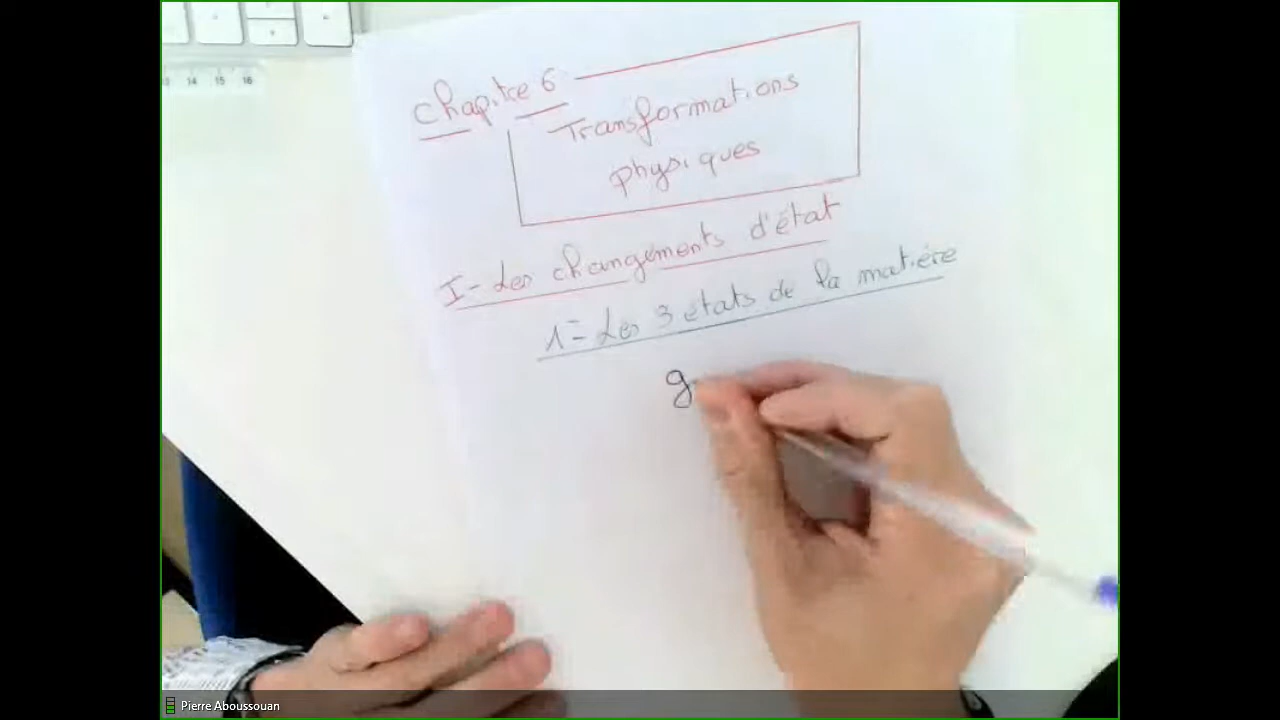 13 14 15 16
Chapitre 6
Transformations
physiques
I- Les changements d'état
1- Les 3 états de la matière
g
Pierre Aboussouan